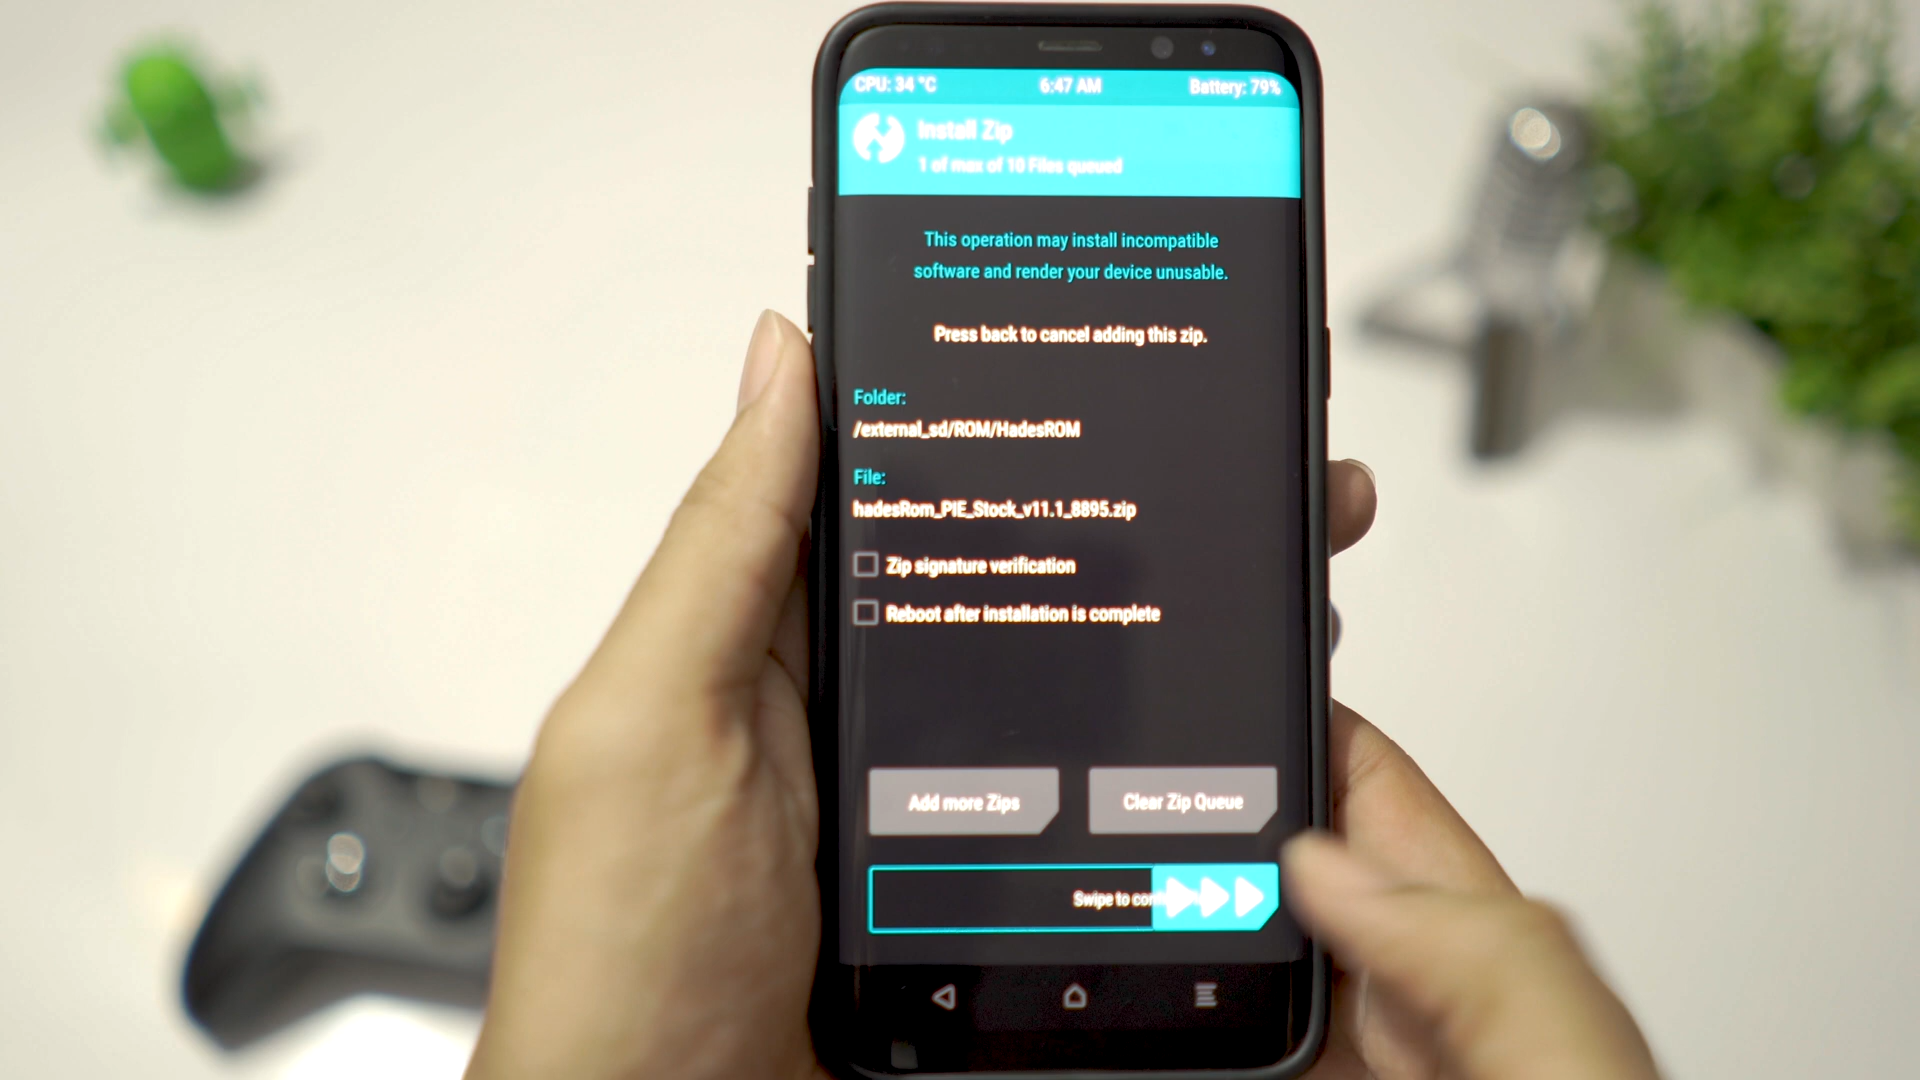 CPU: 34 °C 6:47 AM Battery: 79%
Install Zip
1 of max of 10 Files queued
This operation may install incompatible
software and render your device unusable.
Press back to cancel adding this zip.
Folder:
/external_sd/ROM/HadesROM
File:
hadesRom_PIE_Stock_v11.1_8895.zip
Zip signature verification
Reboot after installation is complete
Add more Zips Clear Zip Queue
Swipe to con